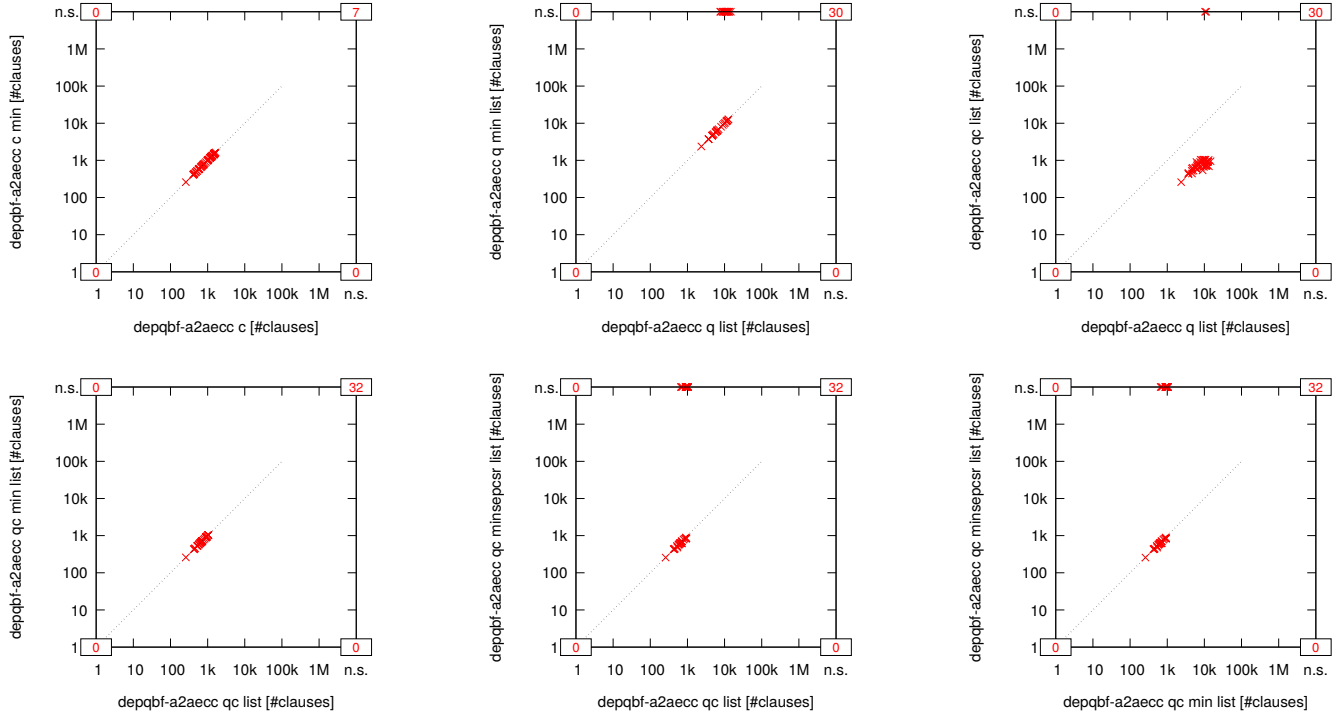 depqbf-a2aecc c min [#clauses]
n.s.
1M
100k
10k
1k
100
10
1
0
7
0
0
1 10 100 1k 10k 100k 1M n.s.
depqbf-a2aecc c [#clauses]
depqbf-a2aecc q min list [#clauses]
n.s.
1M
100k
10k
1k
100
10
1
0
30
0
0
1 10 100 1k 10k 100k 1M n.s.
depqbf-a2aecc q list [#clauses]
depqbf-a2aecc qc list [#clauses]
n.s.
1M
100k
10k
1k
100
10
1
0
30
0
0
1 10 100 1k 10k 100k 1M n.s.
depqbf-a2aecc q list [#clauses]
depqbf-a2aecc qc min list [#clauses]
n.s.
1M
100k
10k
1k
100
10
1
0
32
0
0
1 10 100 1k 10k 100k 1M n.s.
depqbf-a2aecc qc list [#clauses]
depqbf-a2aecc qc minsepcsr list [#clauses]
n.s.
1M
100k
10k
1k
100
10
1
0
32
0
0
1 10 100 1k 10k 100k 1M n.s.
depqbf-a2aecc qc list [#clauses]
depqbf-a2aecc qc minsepcsr list [#clauses]
n.s.
1M
100k
10k
1k
100
10
1
0
32
0
0
1 10 100 1k 10k 100k 1M n.s.
depqbf-a2aecc qc min list [#clauses]